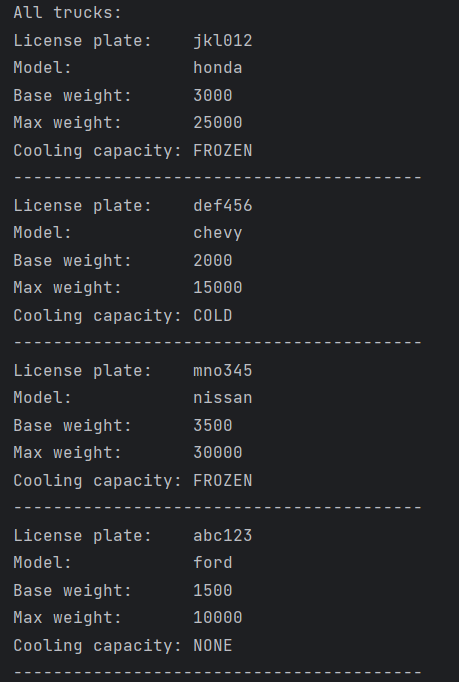 All trucks:
License plate:    jkl012
Model:            honda
Base weight:      3000
Max weight:       25000
Cooling capacity: FROZEN
-----------------------------------------
License plate:    def456
Model:            chevy
Base weight:      2000
Max weight:       15000
Cooling capacity: COLD
-----------------------------------------
License plate:    mno345
Model:            nissan
Base weight:      3500
Max weight:       30000
Cooling capacity: FROZEN
-----------------------------------------
License plate:    abc123
Model:            ford
Base weight:      1500
Max weight:       10000
Cooling capacity: NONE
-----------------------------------------